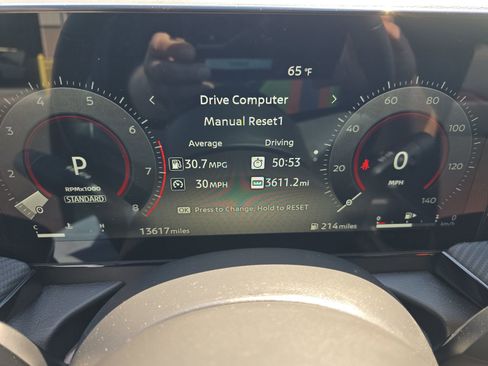 65°F
Drive Computer
Manual Reset1
Average Driving
30.7 MPG 50:53
30 MPH 3611.2 mi
OK Press to Change, Hold to RESET
2 3 4 5 6 7 8
P
RPMx1000
STANDARD
C H
13617 miles
20 40 60 80 100 120 140
0
MPH
214 miles
0
km/h